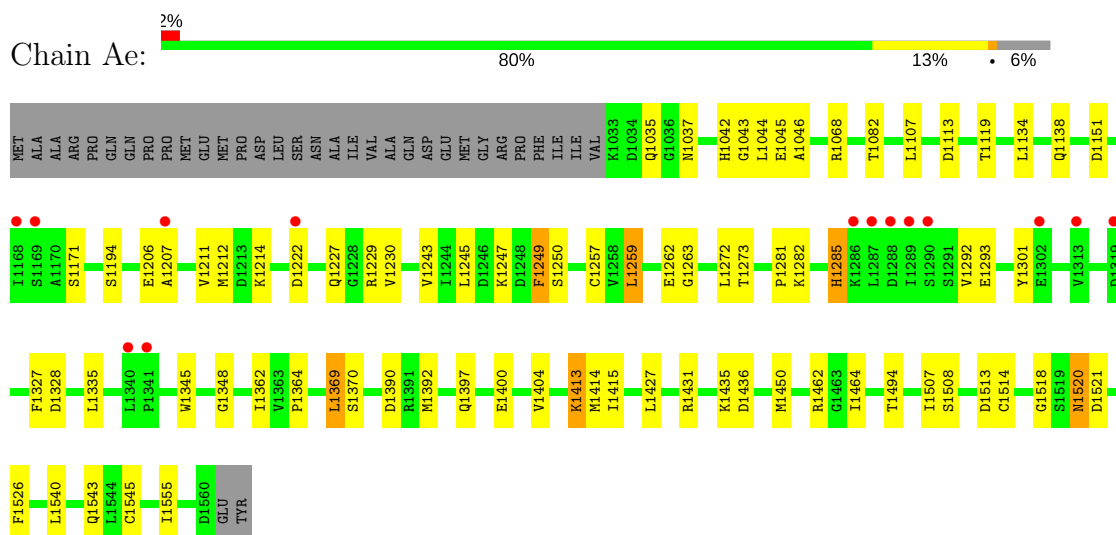 2%
Chain Ae:
80% 13% • 6%
MET ALA ALA ARG PRO GLN GLN PRO PRO MET GLU MET PRO ASP LEU SER ASN ALA ILE VAL ALA GLN ASP GLU MET GLY ARG PRO PHE ILE ILE VAL K1033 D1034 Q1035 G1036 N1037 H1042 G1043 L1044 E1045 A1046 R1068 T1082 L1107 D1113 T1119 L1134 Q1138 D1151
I1168 S1169 A1170 S1171 S1194 E1206 A1207 V1211 M1212 D1213 K1214 D1222 Q1227 G1228 R1229 V1230 V1243 I1244 L1245 D1246 K1247 D1248 F1249 S1250 C1257 V1258 L1259 E1262 G1263 L1272 T1273 P1281 K1282 H1285 K1286 L1287 D1288 I1289 S1290 S1291 V1292 E1293 Y1301 E1302 V1313
F1327 D1328 L1335 L1340 P1341 W1345 G1348 I1362 V1363 P1364 L1369 S1370 D1390 R1391 M1392 Q1397 E1400 V1404 K1413 M1414 I1415 L1427 R1431 K1435 D1436 M1450 R1462 G1463 I1464 T1494 I1507 S1508 D1513 C1514 G1518 S1519 N1520 D1521
F1526 L1540 Q1543 L1544 C1545 I1555 D1560 GLU TYR